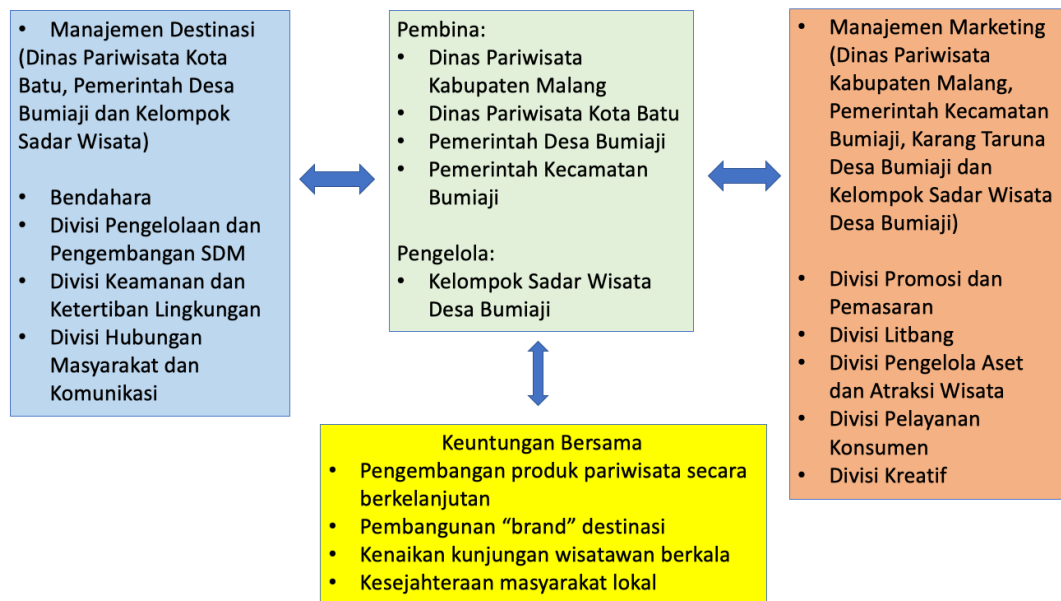 • Manajemen Destinasi
(Dinas Pariwisata Kota
Batu, Pemerintah Desa
Bumiaji dan Kelompok
Sadar Wisata)
• Bendahara
• Divisi Pengelolaan dan
Pengembangan SDM
• Divisi Keamanan dan
Ketertiban Lingkungan
• Divisi Hubungan
Masyarakat dan
Komunikasi
Pembina:
• Dinas Pariwisata
Kabupaten Malang
• Dinas Pariwisata Kota Batu
• Pemerintah Desa Bumiaji
• Pemerintah Kecamatan
Bumiaji
Pengelola:
• Kelompok Sadar Wisata
Desa Bumiaji
• Manajemen Marketing
(Dinas Pariwisata
Kabupaten Malang,
Pemerintah Kecamatan
Bumiaji, Karang Taruna
Desa Bumiaji dan
Kelompok Sadar Wisata
Desa Bumiaji)
• Divisi Promosi dan
Pemasaran
• Divisi Litbang
• Divisi Pengelola Aset
dan Atraksi Wisata
• Divisi Pelayanan
Konsumen
• Divisi Kreatif
Keuntungan Bersama
• Pengembangan produk pariwisata secara
berkelanjutan
• Pembangunan “brand” destinasi
• Kenaikan kunjungan wisatawan berkala
• Kesejahteraan masyarakat lokal